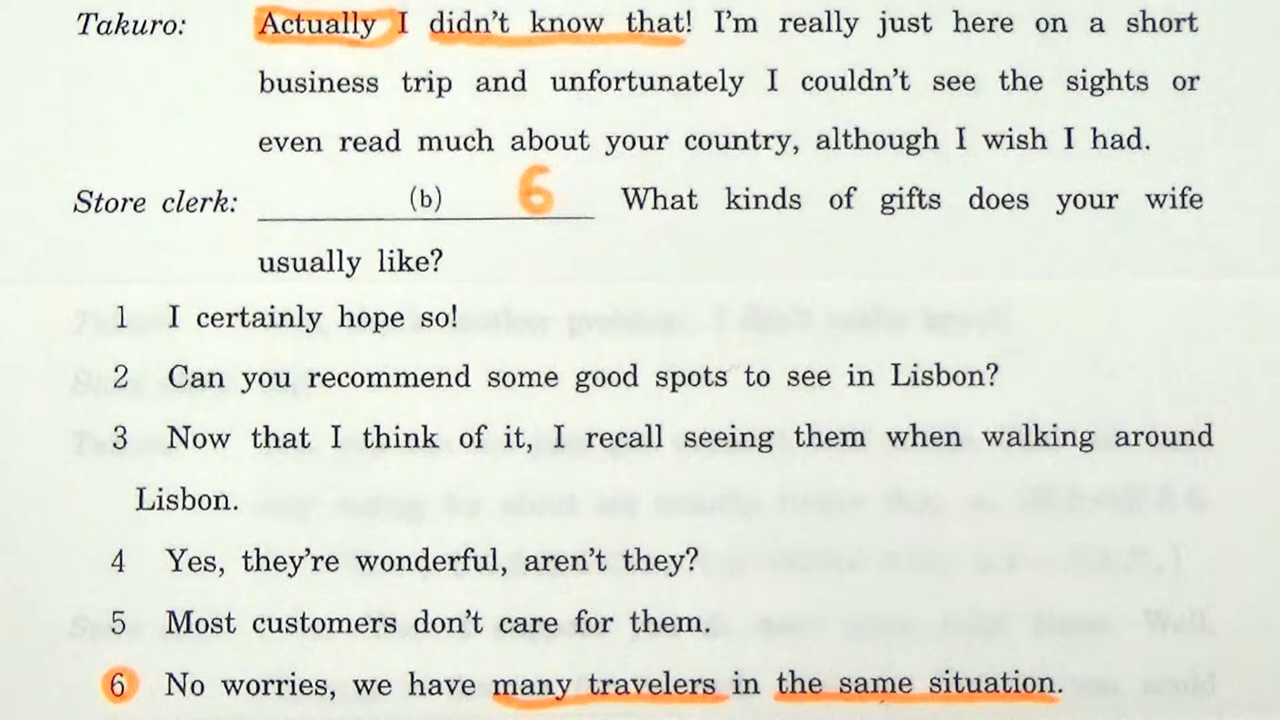 Takuro: Actually I didn't know that! I'm really just here on a short
business trip and unfortunately I couldn't see the sights or
even read much about your country, although I wish I had.
Store clerk: (b) 6 What kinds of gifts does your wife
usually like?
1 I certainly hope so!
2 Can you recommend some good spots to see in Lisbon?
3 Now that I think of it, I recall seeing them when walking around
Lisbon.
4 Yes, they're wonderful, aren't they?
5 Most customers don't care for them.
6 No worries, we have many travelers in the same situation.